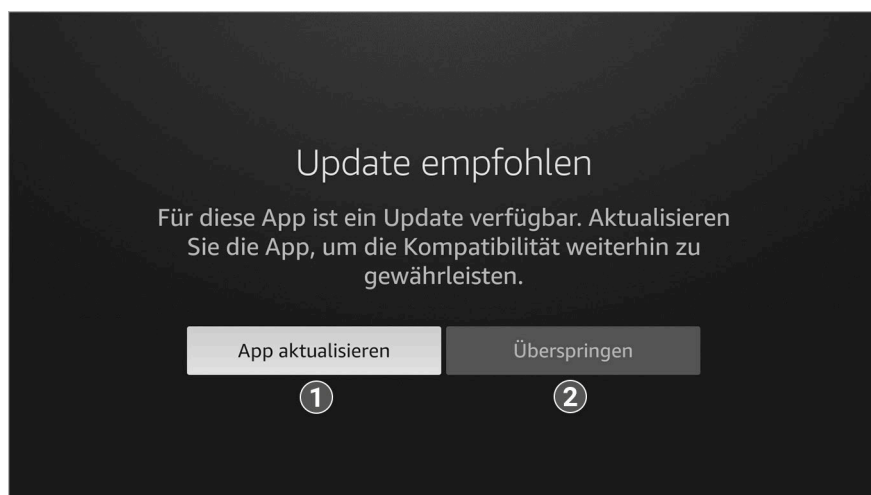 Update empfohlen
Für diese App ist ein Update verfügbar. Aktualisieren
Sie die App, um die Kompatibilität weiterhin zu
gewährleisten.
App aktualisieren Überspringen
1 2